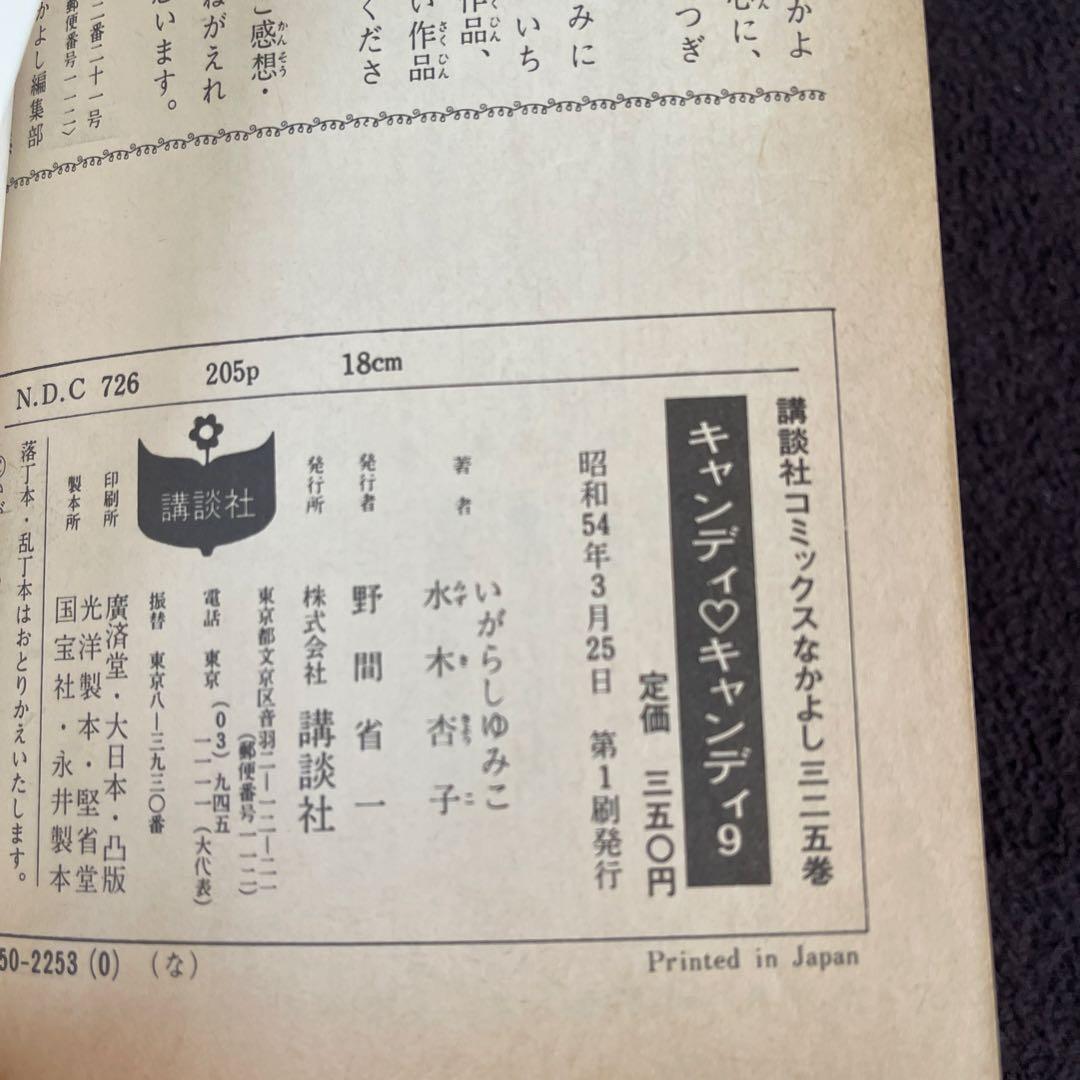 かよ
心に、
つぎ
みに
いち
作品、
い作品
くださ
ご感想・
ねがえれ
思います。
二番二十一号
郵便番号一一二)
かよし編集部
N.D.C 726 205p 18cm
講談社コミックスなかよし三二五巻
キャンディ♡キャンディ9
定価 三五〇円
昭和54年3月25日 第1刷発行
著者 いがらしゆみこ
水木杏子
発行者 野間省一
発行所 株式会社 講談社
東京都文京区音羽二―一二―二一
(郵便番号一一二)
電話 東京(03)九四五
一一一一(大代表)
振替 東京八―三九三〇番
講談社
印刷所 廣済堂・大日本・凸版
製本所 光洋製本・堅省堂
国宝社・永井製本
落丁本・乱丁本はおとりかえいたします。
50-2253 (0) (な)
Printed in Japan